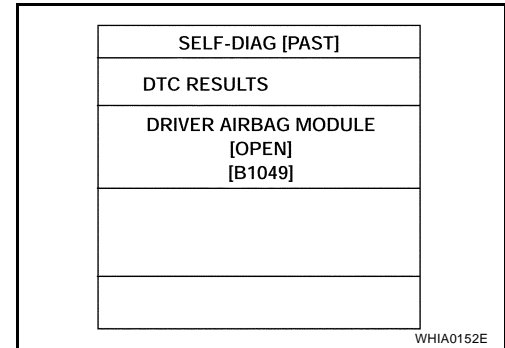 SELF-DIAG [PAST]
DTC RESULTS
DRIVER AIRBAG MODULE
[OPEN]
[B1049]
WHIA0152E